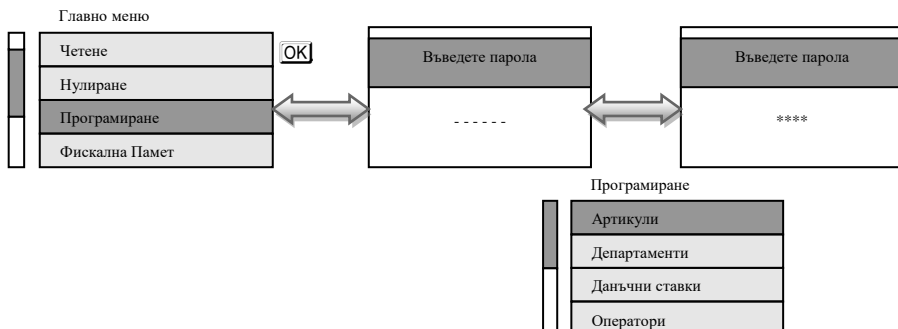 Главно меню
Четене
OK
Нулиране
Програмиране
Фискална Памет
Въведете парола
- - - - - -
Въведете парола
****
Програмиране
Артикули
Департаменти
Данъчни ставки
Оператори